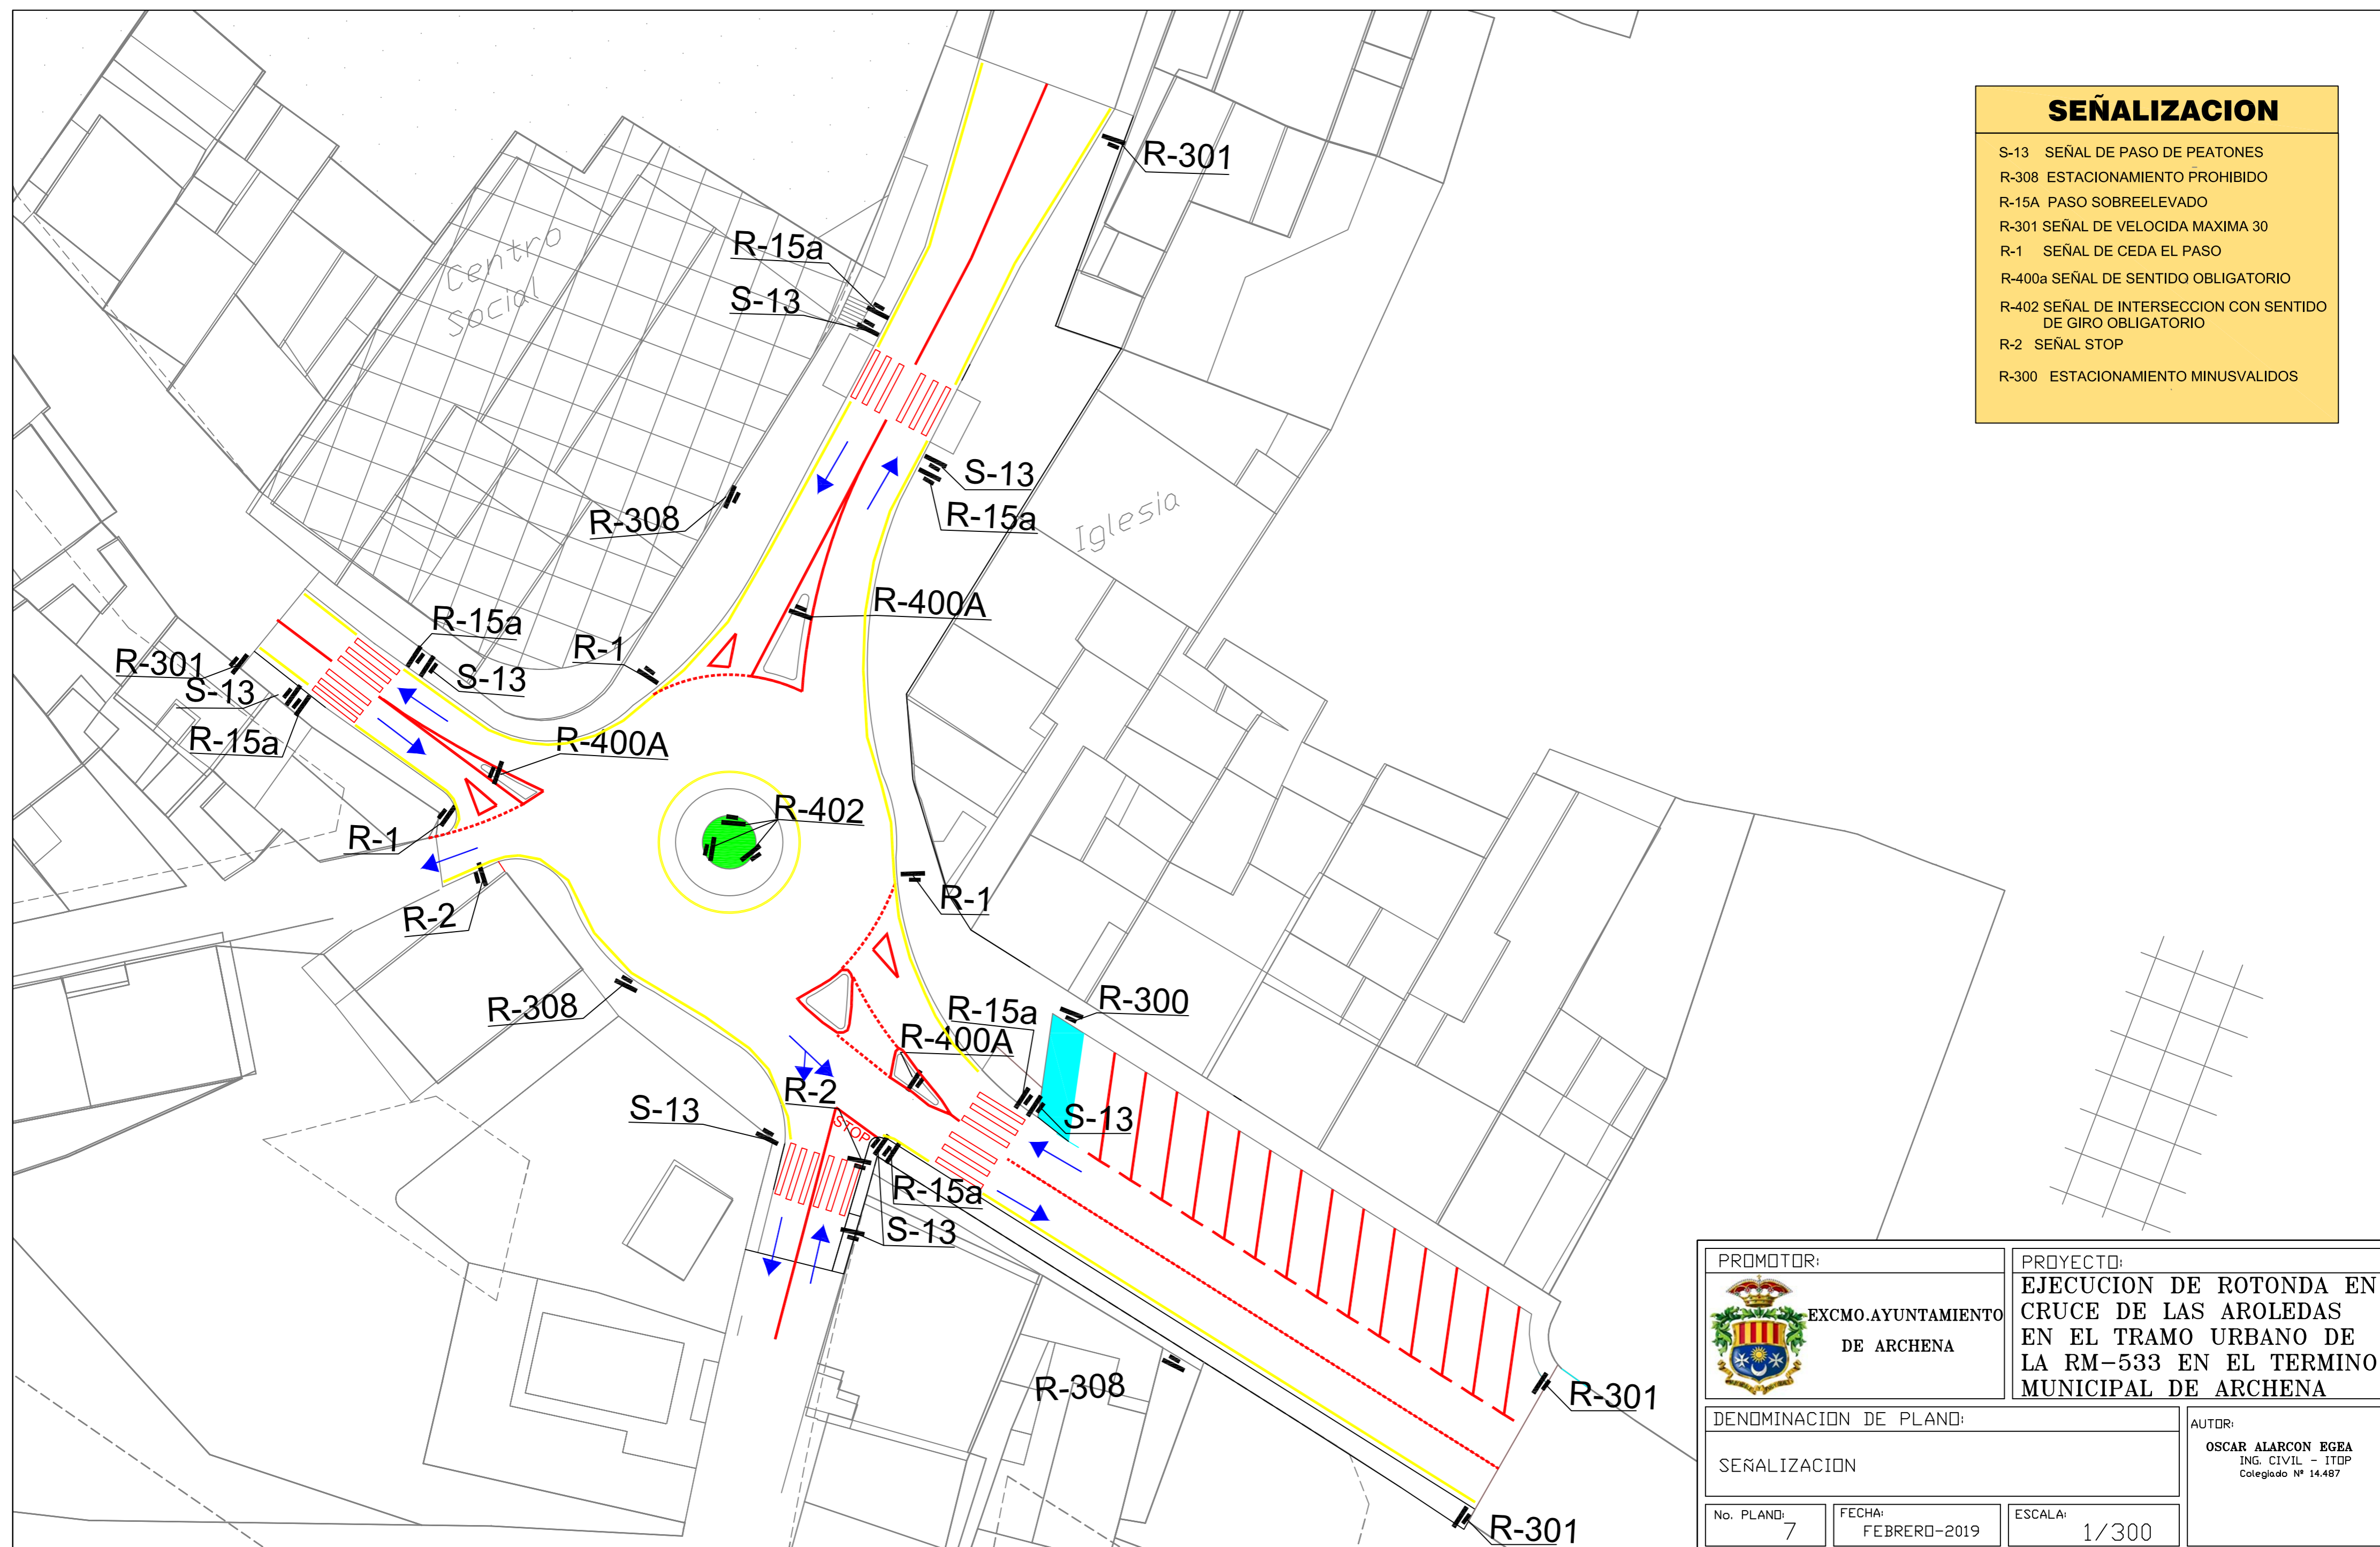 SEÑALIZACION
S-13 SEÑAL DE PASO DE PEATONES
R-308 ESTACIONAMIENTO PROHIBIDO
R-15A PASO SOBREELEVADO
R-301 SEÑAL DE VELOCIDA MAXIMA 30
R-1 SEÑAL DE CEDA EL PASO
R-400a SEÑAL DE SENTIDO OBLIGATORIO
R-402 SEÑAL DE INTERSECCION CON SENTIDO
DE GIRO OBLIGATORIO
R-2 SEÑAL STOP
R-300 ESTACIONAMIENTO MINUSVALIDOS
R-301
R-15a
S-13
Centro
Social
S-13
R-15a
R-308
Iglesia
R-400A
R-15a
R-1
R-301
S-13
S-13
R-15a
R-400A
R-402
R-1
R-1
R-2
R-308
R-15a
R-300
R-400A
R-2
S-13
S-13
STOP
R-15a
S-13
R-308
R-301
R-301
PROMOTOR:
EXCMO.AYUNTAMIENTO
DE ARCHENA
PROYECTO:
EJECUCION DE ROTONDA EN
CRUCE DE LAS AROLEDAS
EN EL TRAMO URBANO DE
LA RM-533 EN EL TERMINO
MUNICIPAL DE ARCHENA
DENOMINACION DE PLANO:
SEÑALIZACION
AUTOR:
OSCAR ALARCON EGEA
ING. CIVIL - ITOP
Colegiado Nº 14.487
No. PLANO:
7
FECHA:
FEBRERO-2019
ESCALA:
1/300